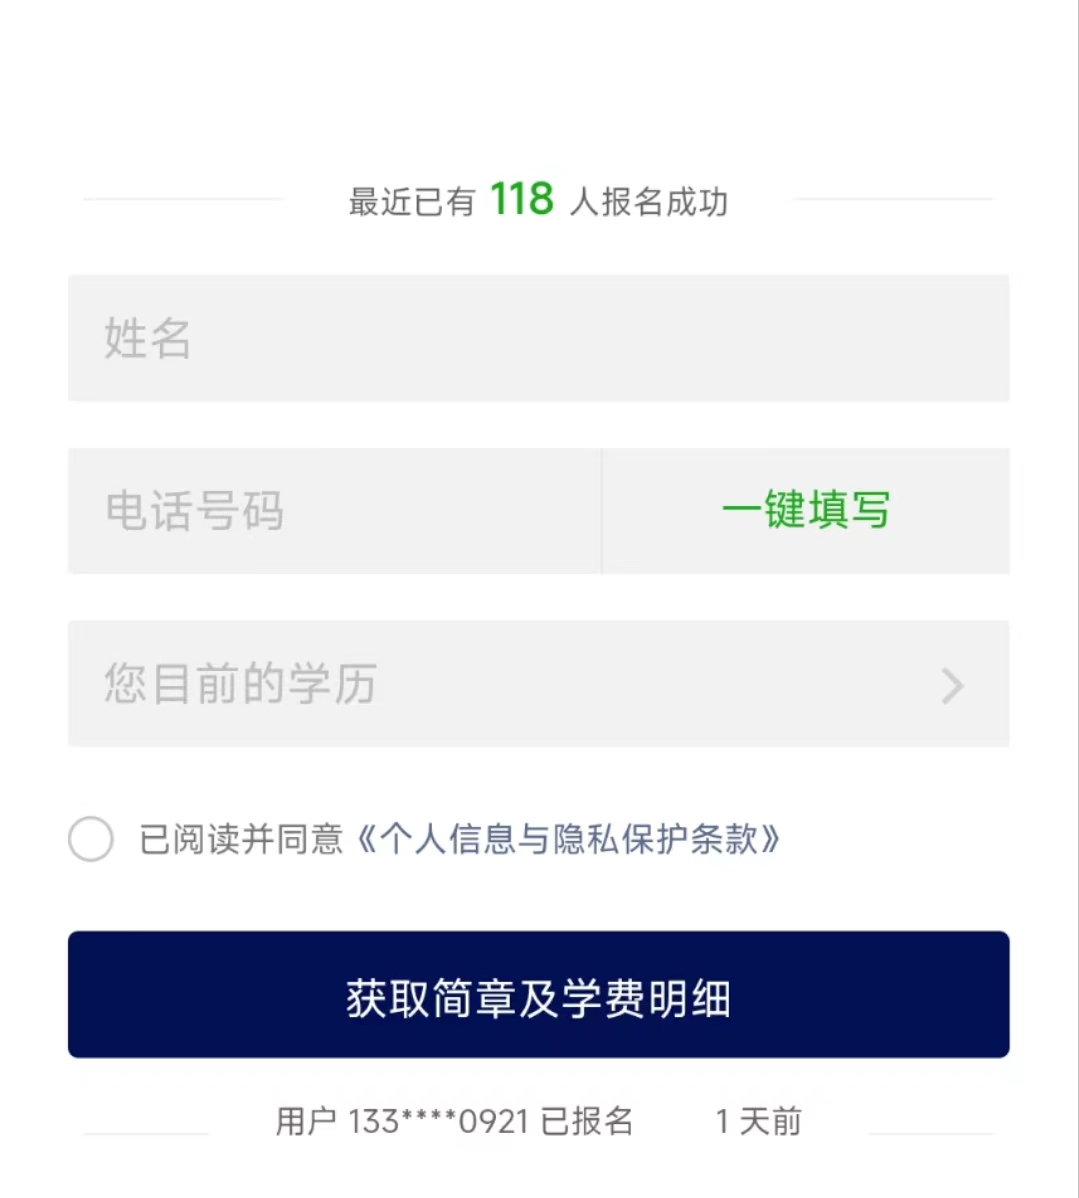 最近已有 118 人报名成功
姓名
电话号码 一键填写
您目前的学历
已阅读并同意《个人信息与隐私保护条款》
获取简章及学费明细
用户 133****0921 已报名 1 天前